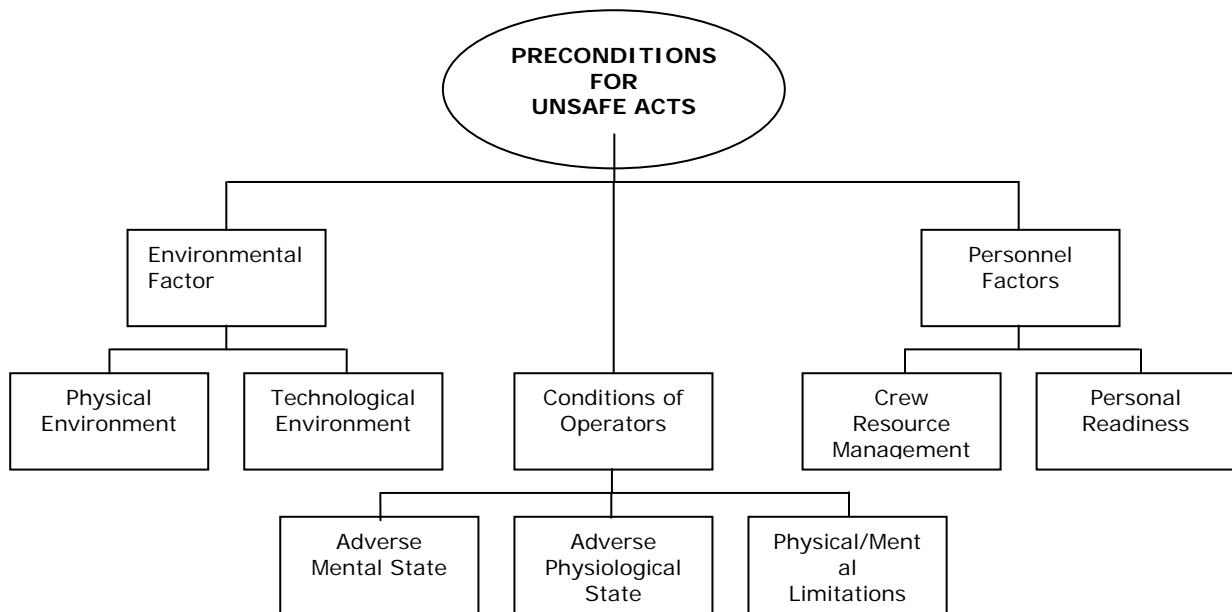 PRECONDITIONS
FOR
UNSAFE ACTS
Environmental
Factor
Personnel
Factors
Physical
Environment
Technological
Environment
Conditions of
Operators
Crew
Resource
Management
Personal
Readiness
Adverse
Mental State
Adverse
Physiological
State
Physical/Ment
al
Limitations